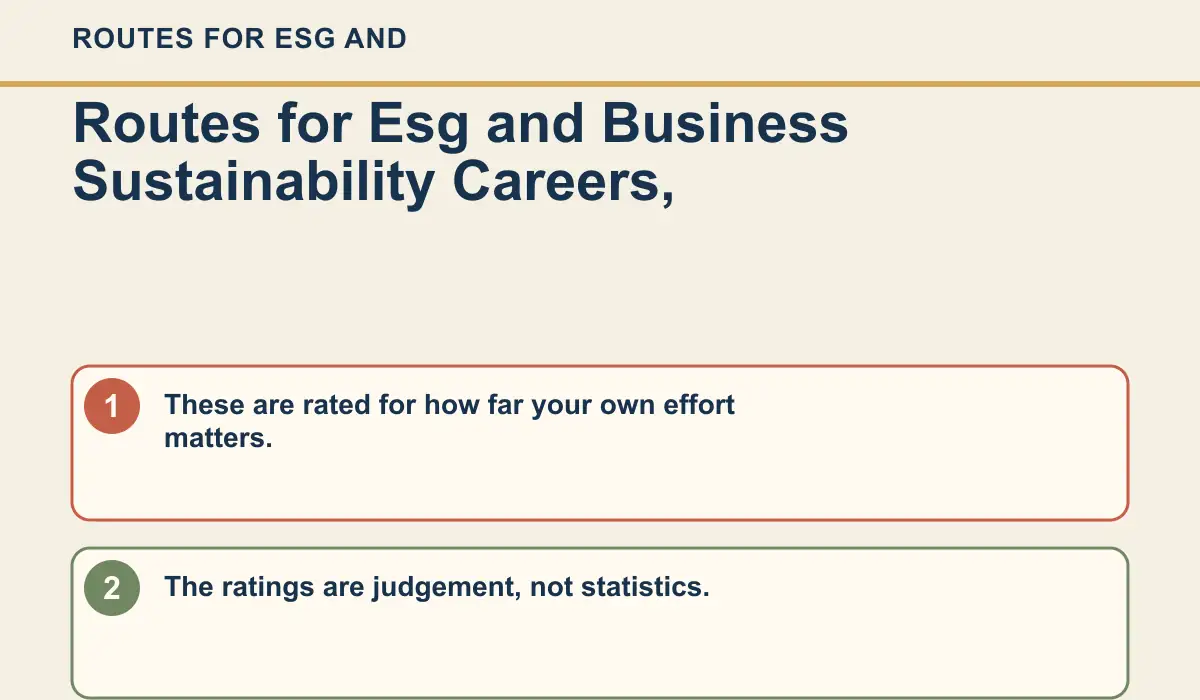 ROUTES FOR ESG AND
Routes for Esg and Business
Sustainability Careers,
1
These are rated for how far your own effort
matters.
2
The ratings are judgement, not statistics.